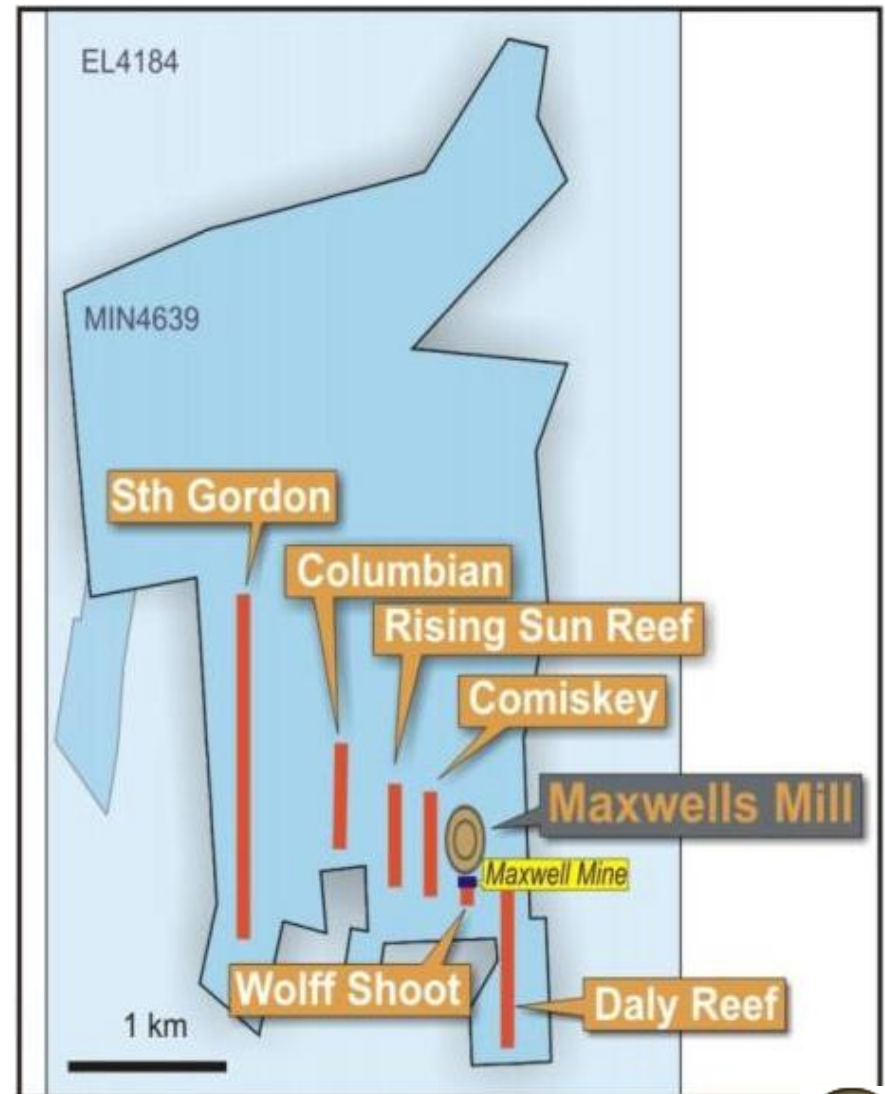 EL4184
MIN4639
Sth Gordon
Columbian
Rising Sun Reef
Comiskey
Maxwells Mill
Maxwell Mine
Wolff Shoot
Daly Reef
1 km